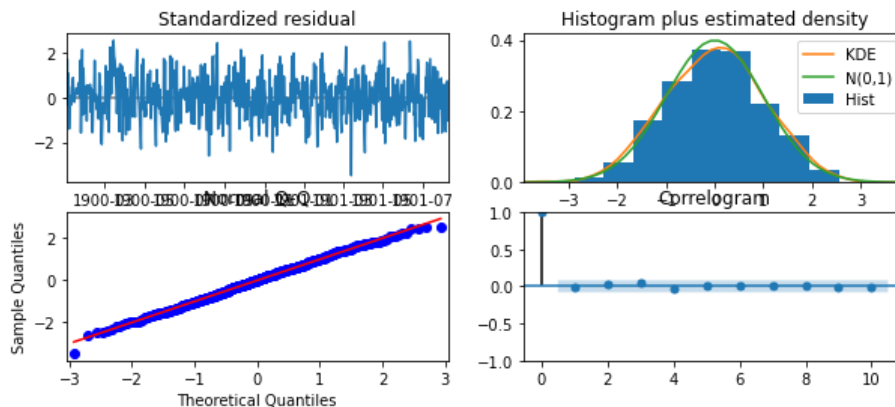 Standardized residual
2
0
−2
Histogram plus estimated density
KDE
N(0,1)
Hist
0.4
0.2
0.0
−3 −2 −1 0 1 2 3
Normal Q-Q
2
0
−2
Sample Quantiles
−3 −2 −1 0 1 2 3
Theoretical Quantiles
Correlogram
1.0
0.5
0.0
−0.5
−1.0
0 2 4 6 8 10